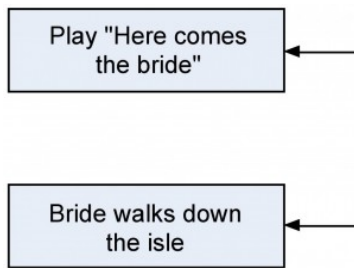 Play "Here comes
the bride"
Bride walks down
the isle